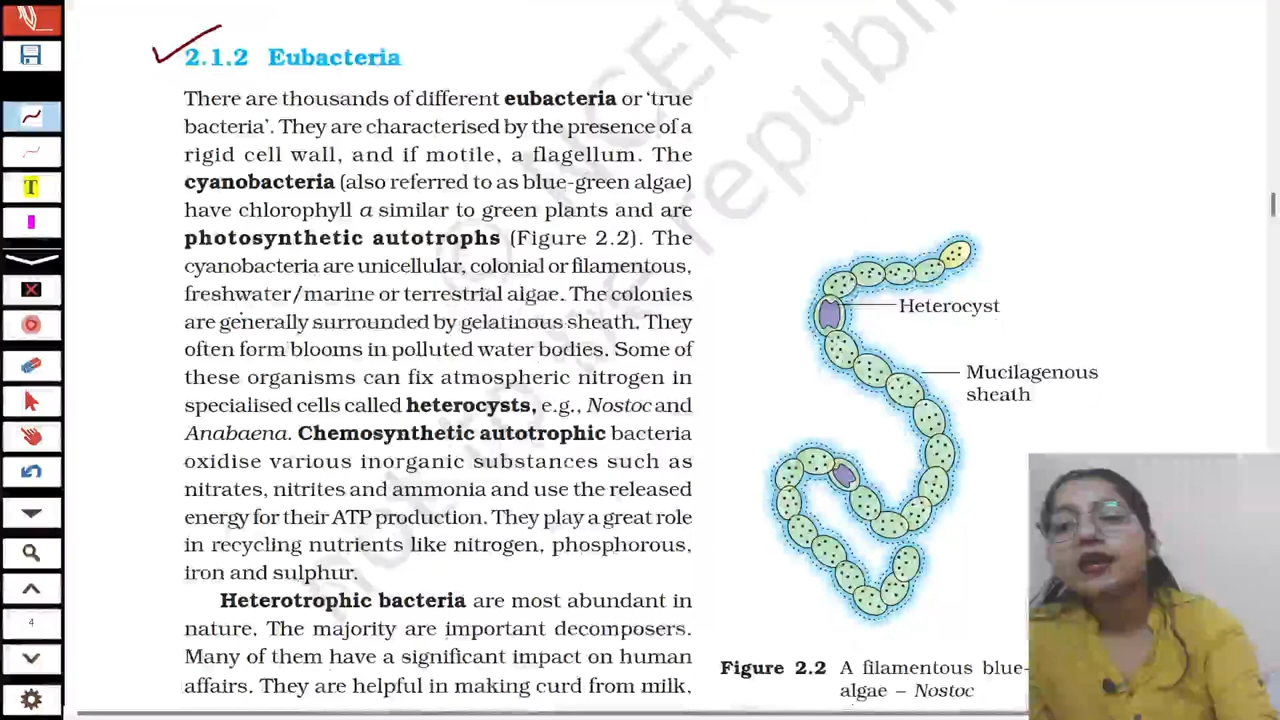 2.1.2 Eubacteria
There are thousands of different eubacteria or ‘true
bacteria’. They are characterised by the presence of a
rigid cell wall, and if motile, a flagellum. The
cyanobacteria (also referred to as blue-green algae)
have chlorophyll a similar to green plants and are
photosynthetic autotrophs (Figure 2.2). The
cyanobacteria are unicellular, colonial or filamentous,
freshwater/marine or terrestrial algae. The colonies
are generally surrounded by gelatinous sheath. They
often form blooms in polluted water bodies. Some of
these organisms can fix atmospheric nitrogen in
specialised cells called heterocysts, e.g., Nostoc and
Anabaena. Chemosynthetic autotrophic bacteria
oxidise various inorganic substances such as
nitrates, nitrites and ammonia and use the released
energy for their ATP production. They play a great role
in recycling nutrients like nitrogen, phosphorous,
iron and sulphur.
Heterotrophic bacteria are most abundant in
nature. The majority are important decomposers.
Many of them have a significant impact on human
affairs. They are helpful in making curd from milk,
Heterocyst
Mucilagenous
sheath
Figure 2.2 A filamentous blue-
algae – Nostoc
© NCER
not to be republi
T
4